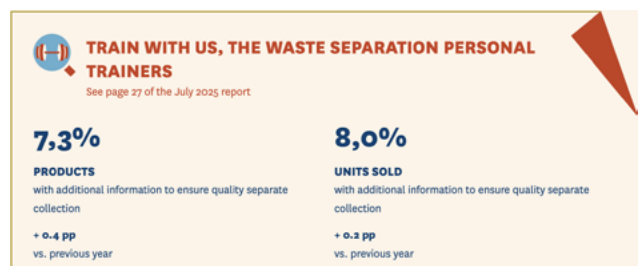 TRAIN WITH US, THE WASTE SEPARATION PERSONAL
TRAINERS
See page 27 of the July 2025 report
7,3%
PRODUCTS
with additional information to ensure quality separate
collection
+ 0.4 pp
vs. previous year
8,0%
UNITS SOLD
with additional information to ensure quality separate
collection
+ 0.2 pp
vs. previous year